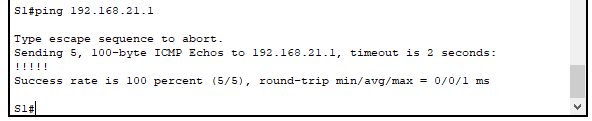 S1#ping 192.168.21.1
Type escape sequence to abort.
Sending 5, 100-byte ICMP Echos to 192.168.21.1, timeout is 2 seconds:
!!!!!
Success rate is 100 percent (5/5), round-trip min/avg/max = 0/0/1 ms
S1#